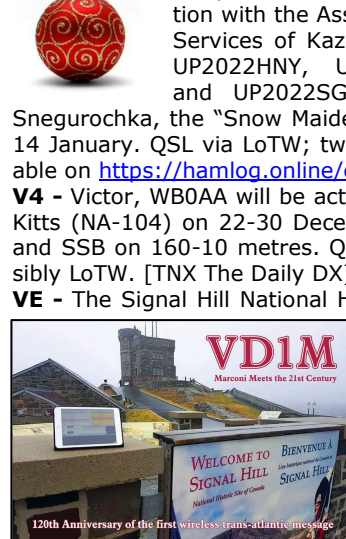 tion with the Ass
Services of Kaz
UP2022HNY, U
and UP2022SG
Snegurochka, the “Snow Maide
14 January. QSL via LoTW; tw
able on https://hamlog.online/
V4 - Victor, WB0AA will be act
Kitts (NA-104) on 22-30 Dece
and SSB on 160-10 metres. Q
sibly LoTW. [TNX The Daily DX]
VE - The Signal Hill National H
VD1M
Marconi Meets the 21st Century
WELCOME TO
SIGNAL HILL
National Historic Site of Canada
BIENVENUE À
SIGNAL HILL
120th Anniversary of the first wireless trans-atlantic message